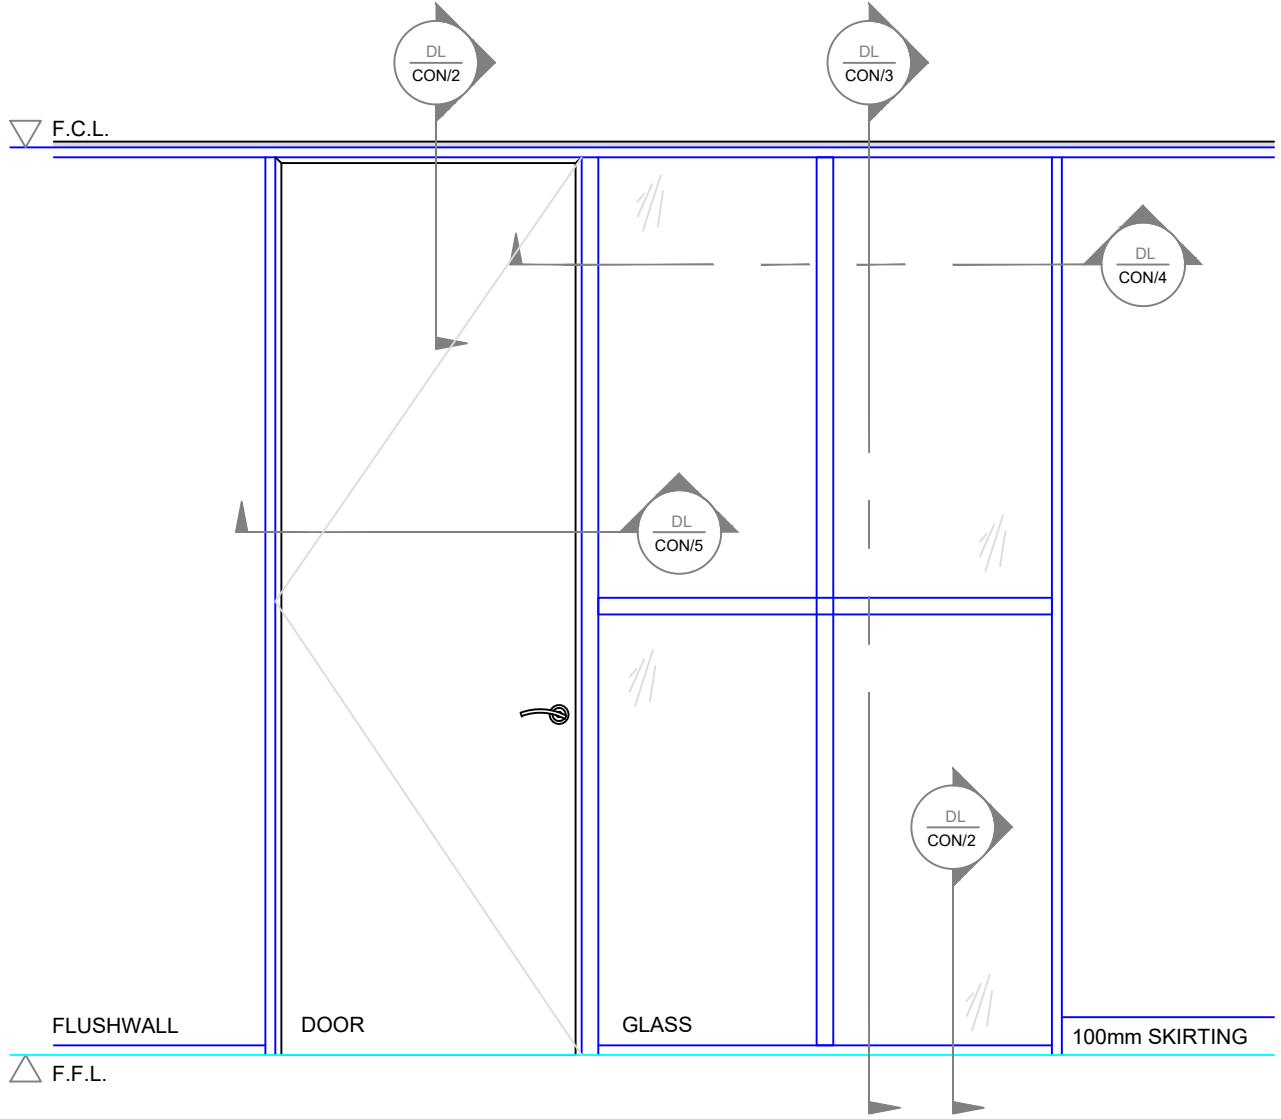 DL
CON/2
DL
CON/3
F.C.L.
DL
CON/4
DL
CON/5
DL
CON/2
FLUSHWALL
DOOR
GLASS
100mm SKIRTING
F.F.L.